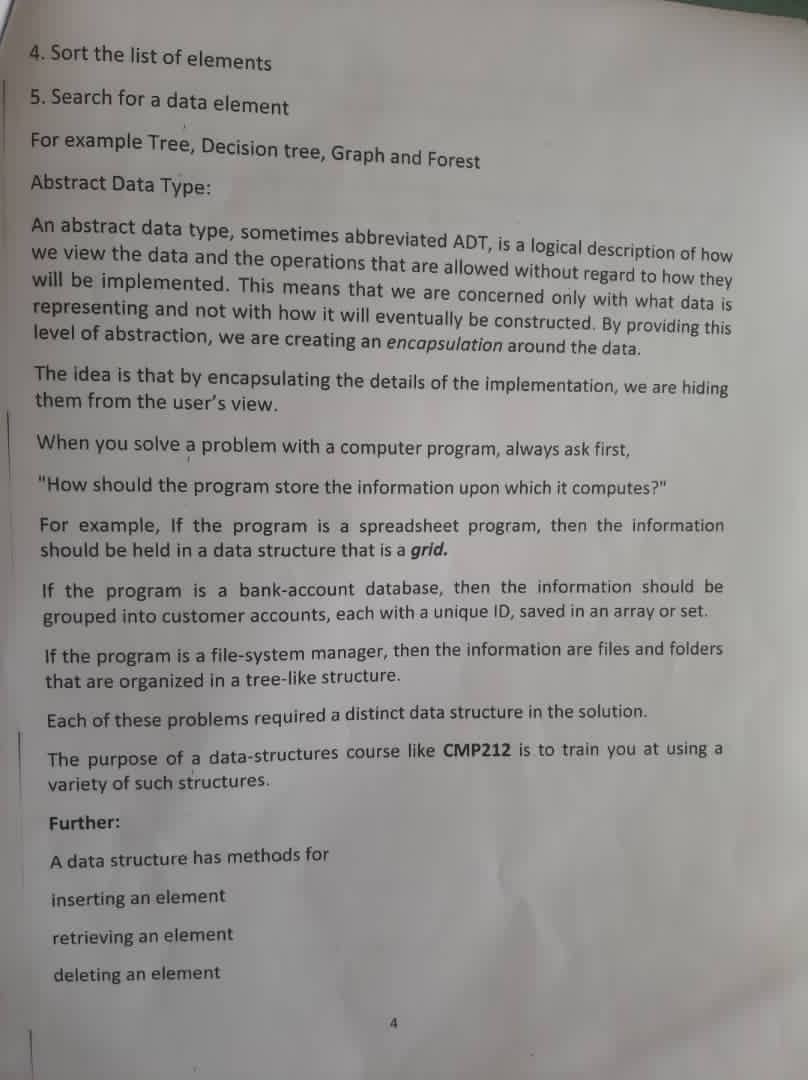 4. Sort the list of elements
5. Search for a data element
For example Tree, Decision tree, Graph and Forest
Abstract Data Type:
An abstract data type, sometimes abbreviated ADT, is a logical description of how
we view the data and the operations that are allowed without regard to how they
will be implemented. This means that we are concerned only with what data is
representing and not with how it will eventually be constructed. By providing this
level of abstraction, we are creating an encapsulation around the data.
The idea is that by encapsulating the details of the implementation, we are hiding
them from the user's view.
When you solve a problem with a computer program, always ask first,
"How should the program store the information upon which it computes?"
For example, If the program is a spreadsheet program, then the information
should be held in a data structure that is a grid.
If the program is a bank-account database, then the information should be
grouped into customer accounts, each with a unique ID, saved in an array or set.
If the program is a file-system manager, then the information are files and folders
that are organized in a tree-like structure.
Each of these problems required a distinct data structure in the solution.
The purpose of a data-structures course like CMP212 is to train you at using a
variety of such structures.
Further:
A data structure has methods for
inserting an element
retrieving an element
deleting an element
4